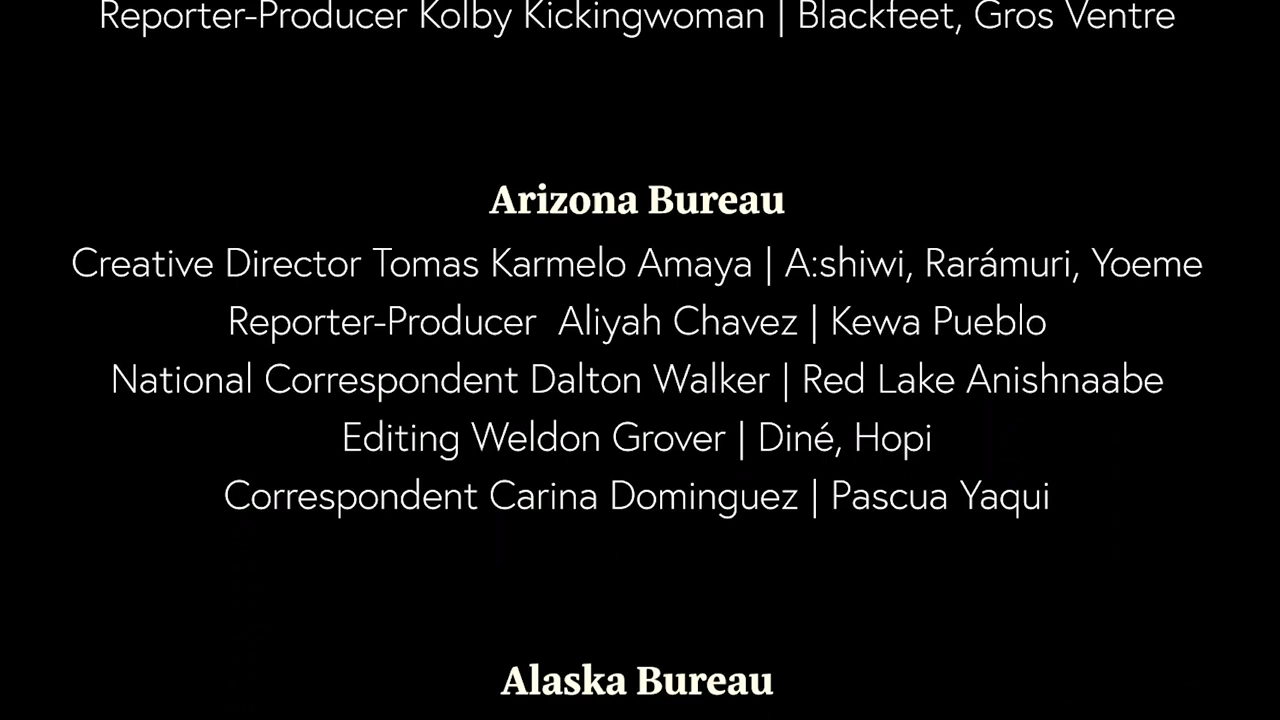 Reporter-Producer Kolby Kickingwoman | Blackfeet, Gros Ventre
Arizona Bureau
Creative Director Tomas Karmelo Amaya | A:shiwi, Rarámuri, Yoeme
Reporter-Producer  Aliyah Chavez | Kewa Pueblo
National Correspondent Dalton Walker | Red Lake Anishnaabe
Editing Weldon Grover | Diné, Hopi
Correspondent Carina Dominguez | Pascua Yaqui
Alaska Bureau